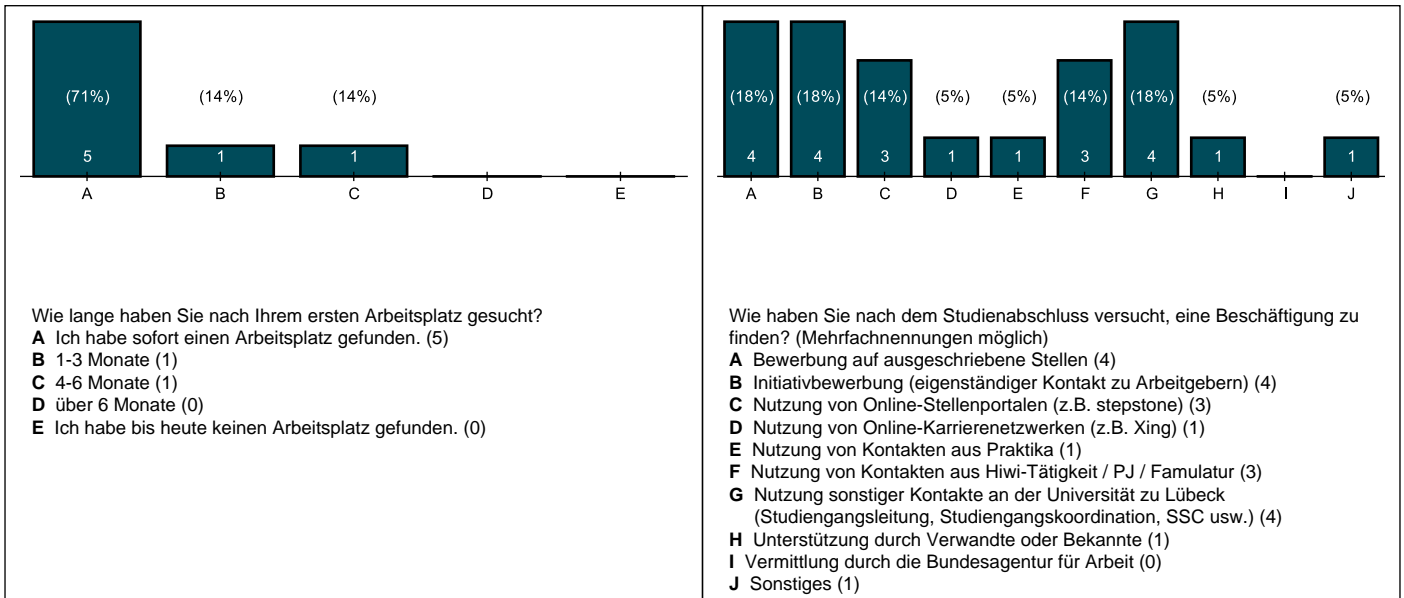 (71%) (14%) (14%)
5 1 1
A B C D E
Wie lange haben Sie nach Ihrem ersten Arbeitsplatz gesucht?
A Ich habe sofort einen Arbeitsplatz gefunden. (5)
B 1-3 Monate (1)
C 4-6 Monate (1)
D über 6 Monate (0)
E Ich habe bis heute keinen Arbeitsplatz gefunden. (0)
(18%) (18%) (14%) (5%) (5%) (14%) (18%) (5%) (5%)
4 4 3 1 1 3 4 1 1
A B C D E F G H I J
Wie haben Sie nach dem Studienabschluss versucht, eine Beschäftigung zu
finden? (Mehrfachnennungen möglich)
A Bewerbung auf ausgeschriebene Stellen (4)
B Initiativbewerbung (eigenständiger Kontakt zu Arbeitgebern) (4)
C Nutzung von Online-Stellenportalen (z.B. stepstone) (3)
D Nutzung von Online-Karrierenetzwerken (z.B. Xing) (1)
E Nutzung von Kontakten aus Praktika (1)
F Nutzung von Kontakten aus Hiwi-Tätigkeit / PJ / Famulatur (3)
G Nutzung sonstiger Kontakte an der Universität zu Lübeck
(Studiengangsleitung, Studiengangskoordination, SSC usw.) (4)
H Unterstützung durch Verwandte oder Bekannte (1)
I Vermittlung durch die Bundesagentur für Arbeit (0)
J Sonstiges (1)